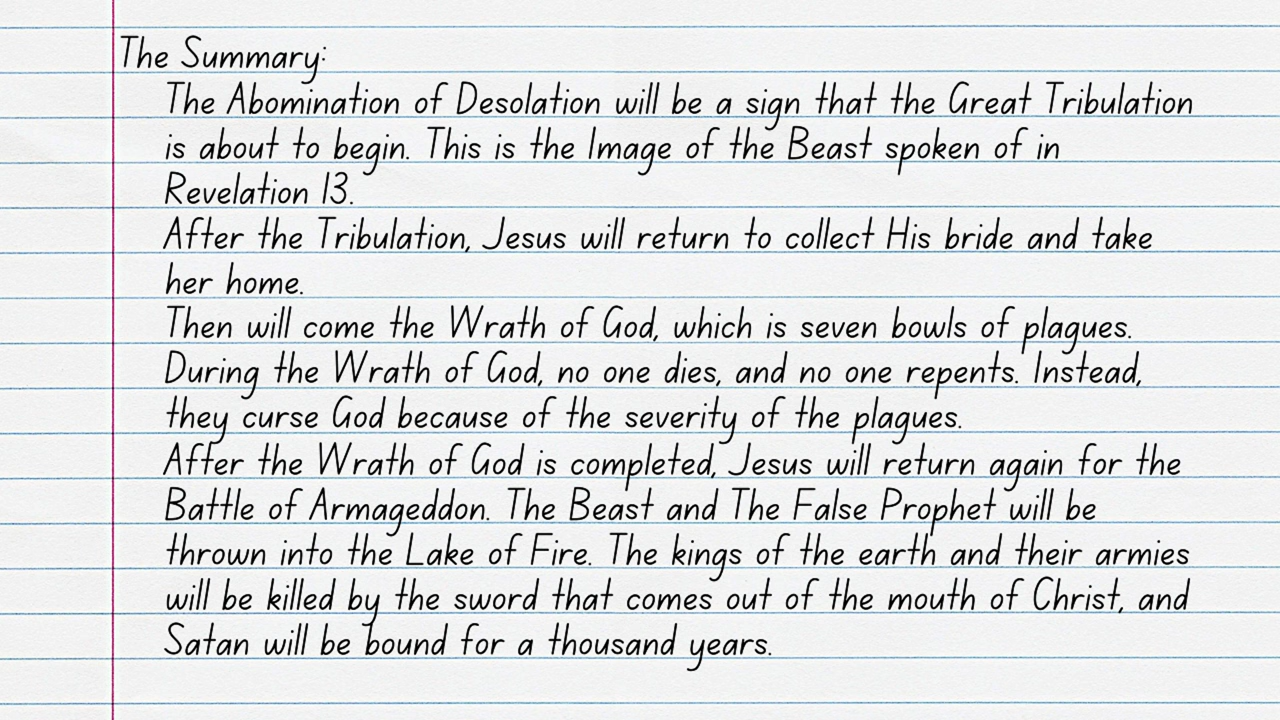 The Summary:
The Abomination of Desolation will be a sign that the Great Tribulation
is about to begin. This is the Image of the Beast spoken of in
Revelation 13.
After the Tribulation, Jesus will return to collect His bride and take
her home.
Then will come the Wrath of God, which is seven bowls of plagues.
During the Wrath of God, no one dies, and no one repents. Instead,
they curse God because of the severity of the plagues.
After the Wrath of God is completed, Jesus will return again for the
Battle of Armageddon. The Beast and The False Prophet will be
thrown into the Lake of Fire. The kings of the earth and their armies
will be killed by the sword that comes out of the mouth of Christ, and
Satan will be bound for a thousand years.